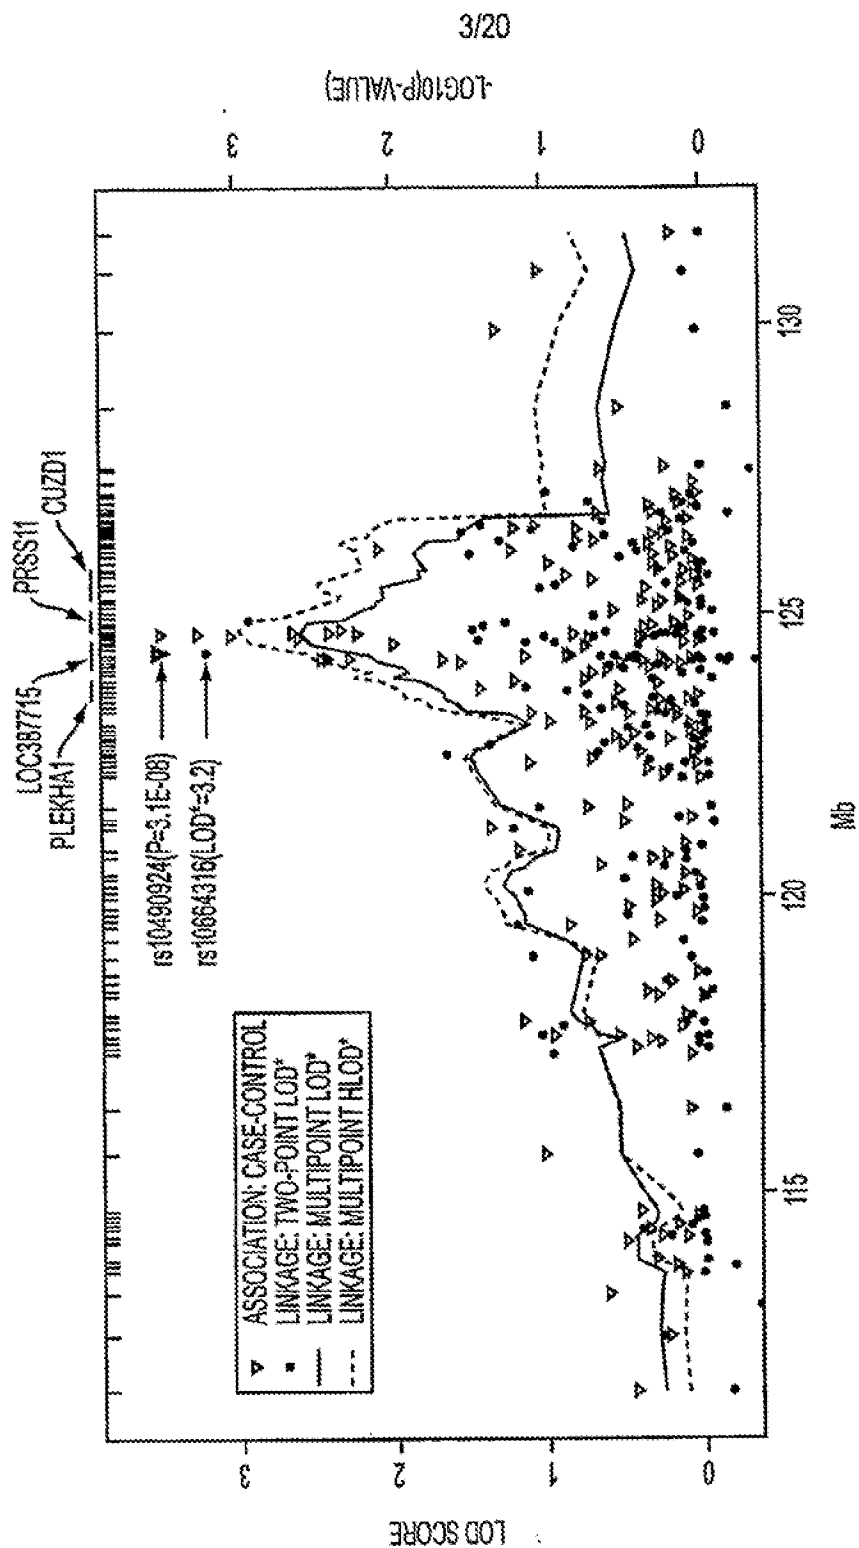 3/20
LOC387715
PRSS11
PLEKHA1
CUZD1
rs10490924(P=3.1E-08)
rs10664316(LOD*=3.2)
ASSOCIATION: CASE-CONTROL
LINKAGE: TWO-POINT LOD*
LINKAGE: MULTIPOINT LOD*
LINKAGE: MULTIPOINT HLOD*
LOD SCORE
3
2
1
0
-LOG10(P-VALUE)
3
2
1
0
115
120
125
130
Mb